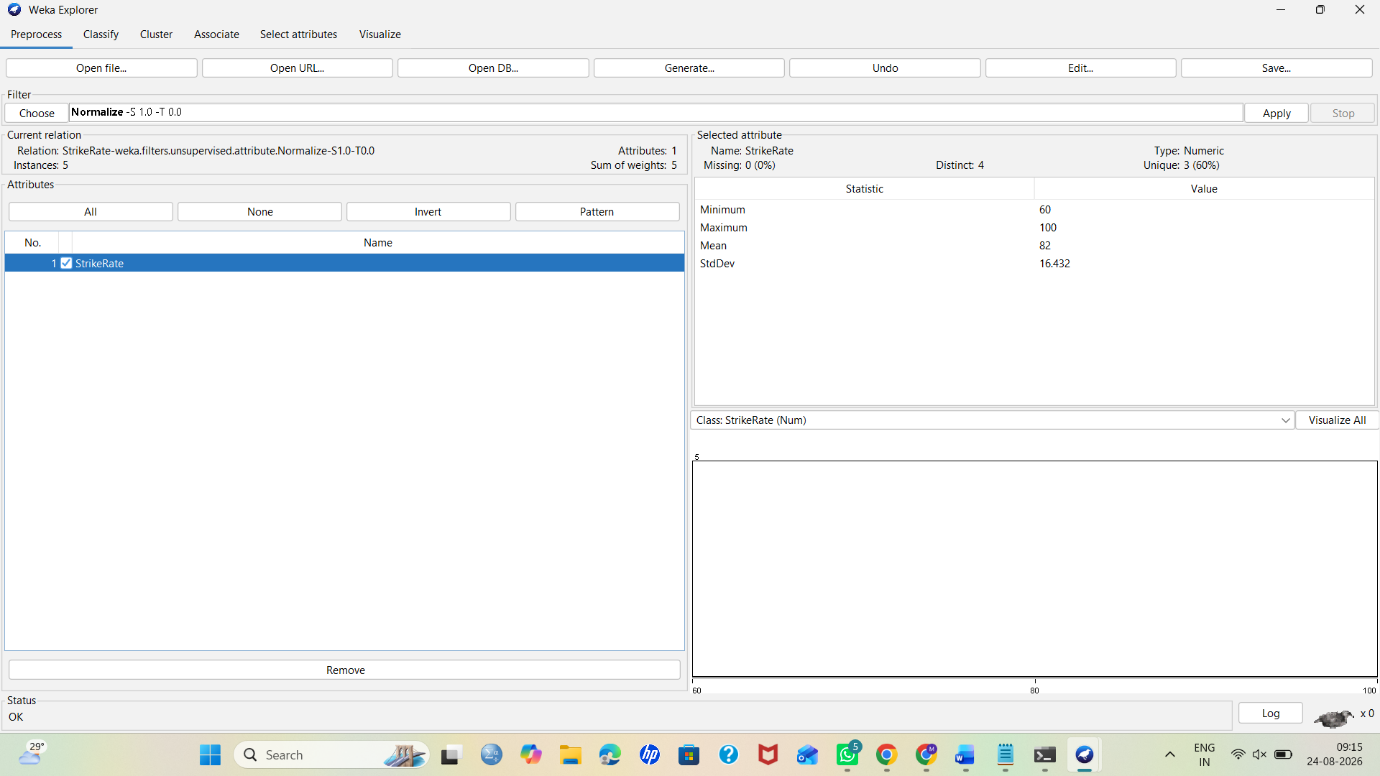 Weka Explorer
Preprocess Classify Cluster Associate Select attributes Visualize
Open file... Open URL... Open DB... Generate... Undo Edit... Save...
Filter
Choose Normalize -S 1.0 -T 0.0 Apply Stop
Current relation
Relation: StrikeRate-weka.filters.unsupervised.attribute.Normalize-S1.0-T0.0 Attributes: 1
Instances: 5 Sum of weights: 5
Attributes
All None Invert Pattern
No. Name
1 StrikeRate
Remove
Selected attribute
Name: StrikeRate Type: Numeric
Missing: 0 (0%) Distinct: 4 Unique: 3 (60%)
Statistic Value
Minimum 60
Maximum 100
Mean 82
StdDev 16.432
Class: StrikeRate (Num) Visualize All
5
60 80 100
Status
OK
Log x 0
29°
Search
hp
5
M
ENG
IN
09:15
24-08-2026